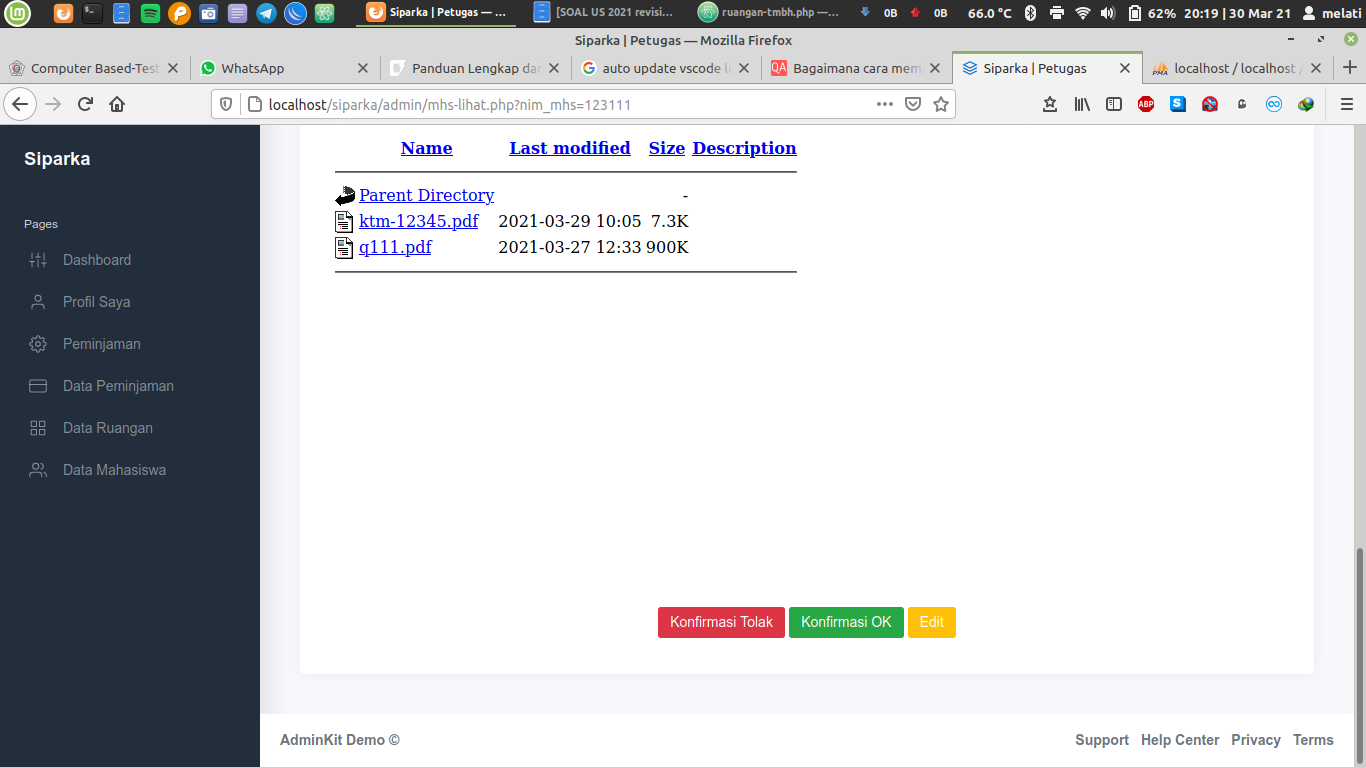 Siparka | Petugas — ...
[SOAL US 2021 revisi...
ruangan-tmbh.php —...
0B
0B
66.0 °C
62%
20:19 | 30 Mar 21
melati
Siparka | Petugas — Mozilla Firefox
Computer Based-Test
WhatsApp
Panduan Lengkap dan
auto update vscode li
QA
Bagaimana cara mem
Siparka | Petugas
PMA
localhost / localhost /
localhost/siparka/admin/mhs-lihat.php?nim_mhs=123111
ABP
S
Siparka
Pages
Dashboard
Profil Saya
Peminjaman
Data Peminjaman
Data Ruangan
Data Mahasiswa
Name Last modified Size Description
Parent Directory -
ktm-12345.pdf 2021-03-29 10:05 7.3K
q111.pdf 2021-03-27 12:33 900K
Konfirmasi Tolak
Konfirmasi OK
Edit
AdminKit Demo ©
Support Help Center Privacy Terms